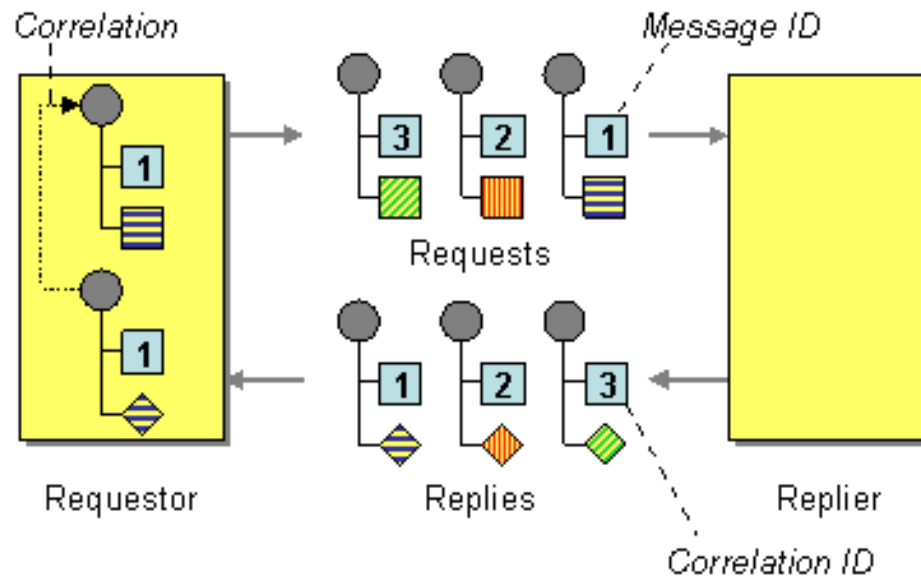 Correlation
Message ID
3 2 1
1
Requests
1
1 2 3
Requestor
Replies
Replier
Correlation ID